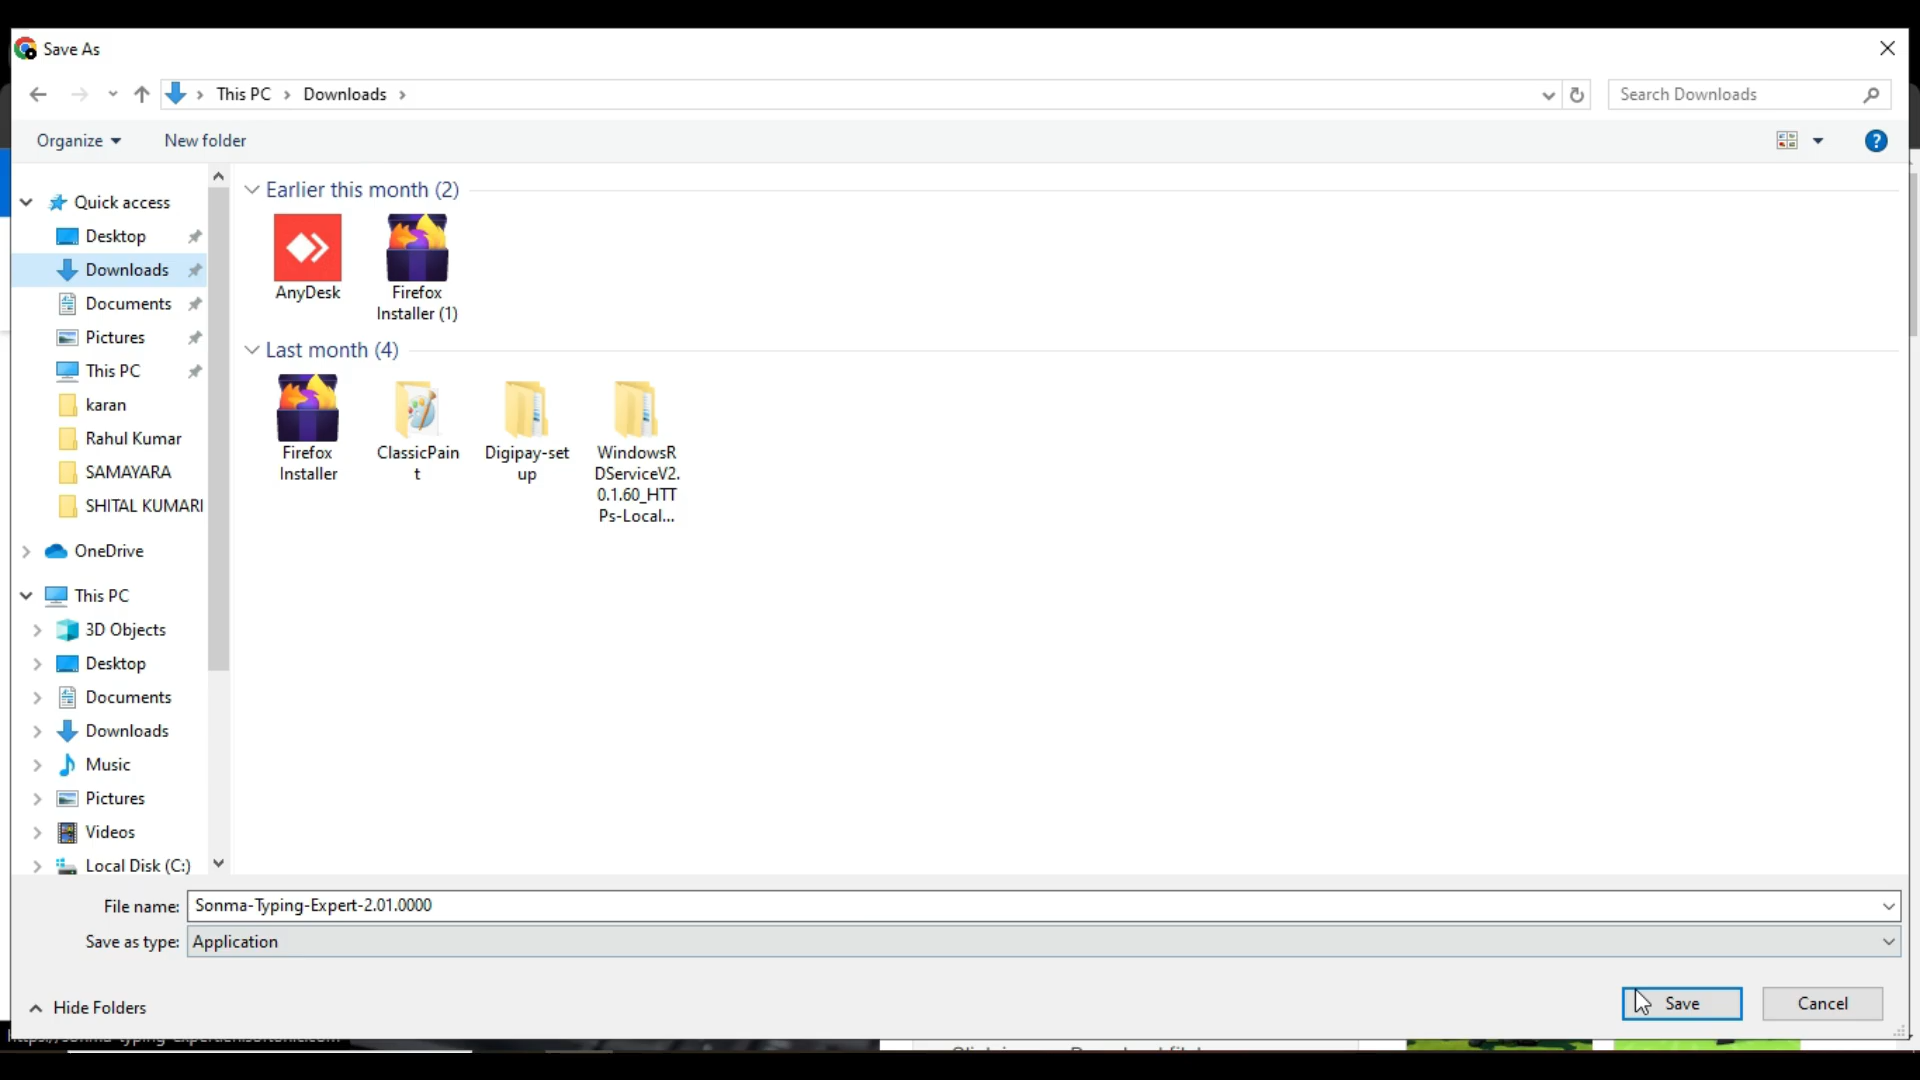 Save As
This PC
Downloads
Search Downloads
Organize
New folder
Quick access
Desktop
Downloads
Documents
Pictures
This PC
karan
Rahul Kumar
SAMAYARA
SHITAL KUMARI
OneDrive
This PC
3D Objects
Desktop
Documents
Downloads
Music
Pictures
Videos
Local Disk (C:)
Earlier this month (2)
AnyDesk
Firefox
Installer (1)
Last month (4)
Firefox
Installer
ClassicPain
t
Digipay-set
up
WindowsR
DServiceV2.
0.1.60_HTT
Ps-Local...
File name: Sonma-Typing-Expert-2.01.0000
Save as type: Application
Hide Folders
Save
Cancel